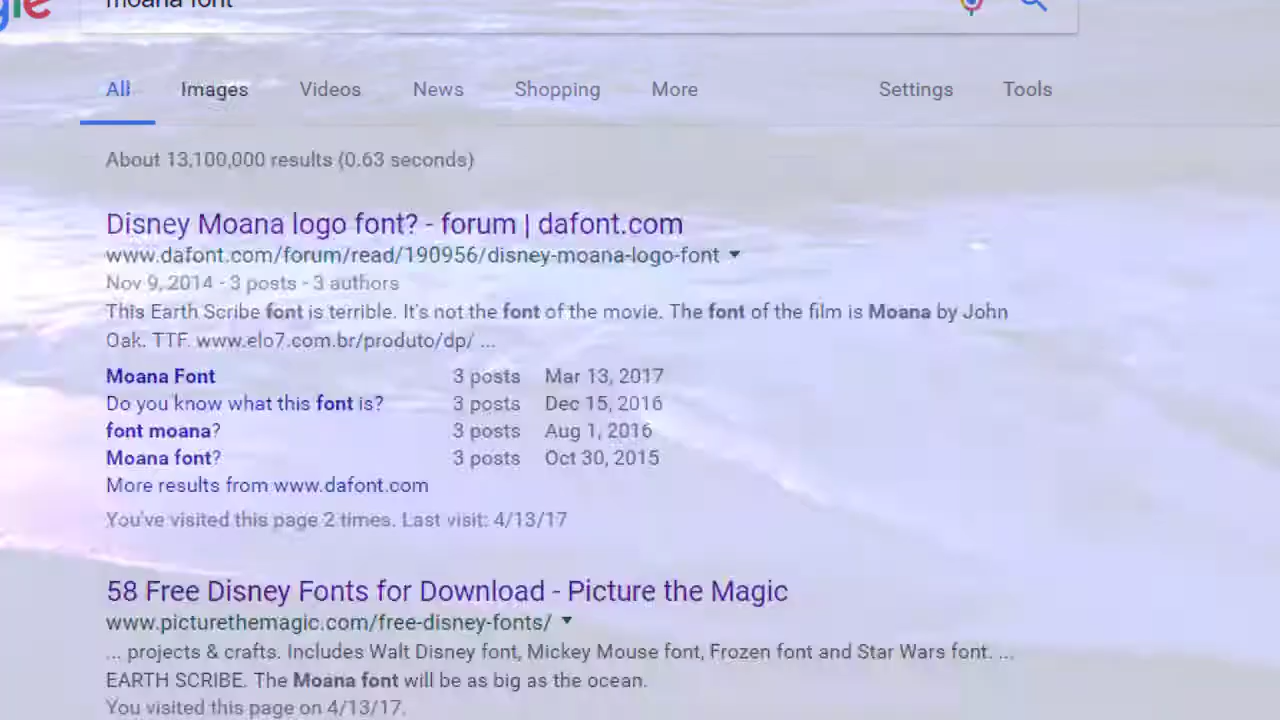 moana font
All Images Videos News Shopping More Settings Tools
About 13,100,000 results (0.63 seconds)
Disney Moana logo font? - forum | dafont.com
www.dafont.com/forum/read/190956/disney-moana-logo-font
Nov 9, 2014 - 3 posts - 3 authors
This Earth Scribe font is terrible. It's not the font of the movie. The font of the film is Moana by John
Oak. TTF. www.elo7.com.br/produto/dp/ ...
Moana Font 3 posts Mar 13, 2017
Do you know what this font is? 3 posts Dec 15, 2016
font moana? 3 posts Aug 1, 2016
Moana font? 3 posts Oct 30, 2015
More results from www.dafont.com
You've visited this page 2 times. Last visit: 4/13/17
58 Free Disney Fonts for Download - Picture the Magic
www.picturethemagic.com/free-disney-fonts/
... projects & crafts. Includes Walt Disney font, Mickey Mouse font, Frozen font and Star Wars font. ...
EARTH SCRIBE. The Moana font will be as big as the ocean.
You visited this page on 4/13/17.